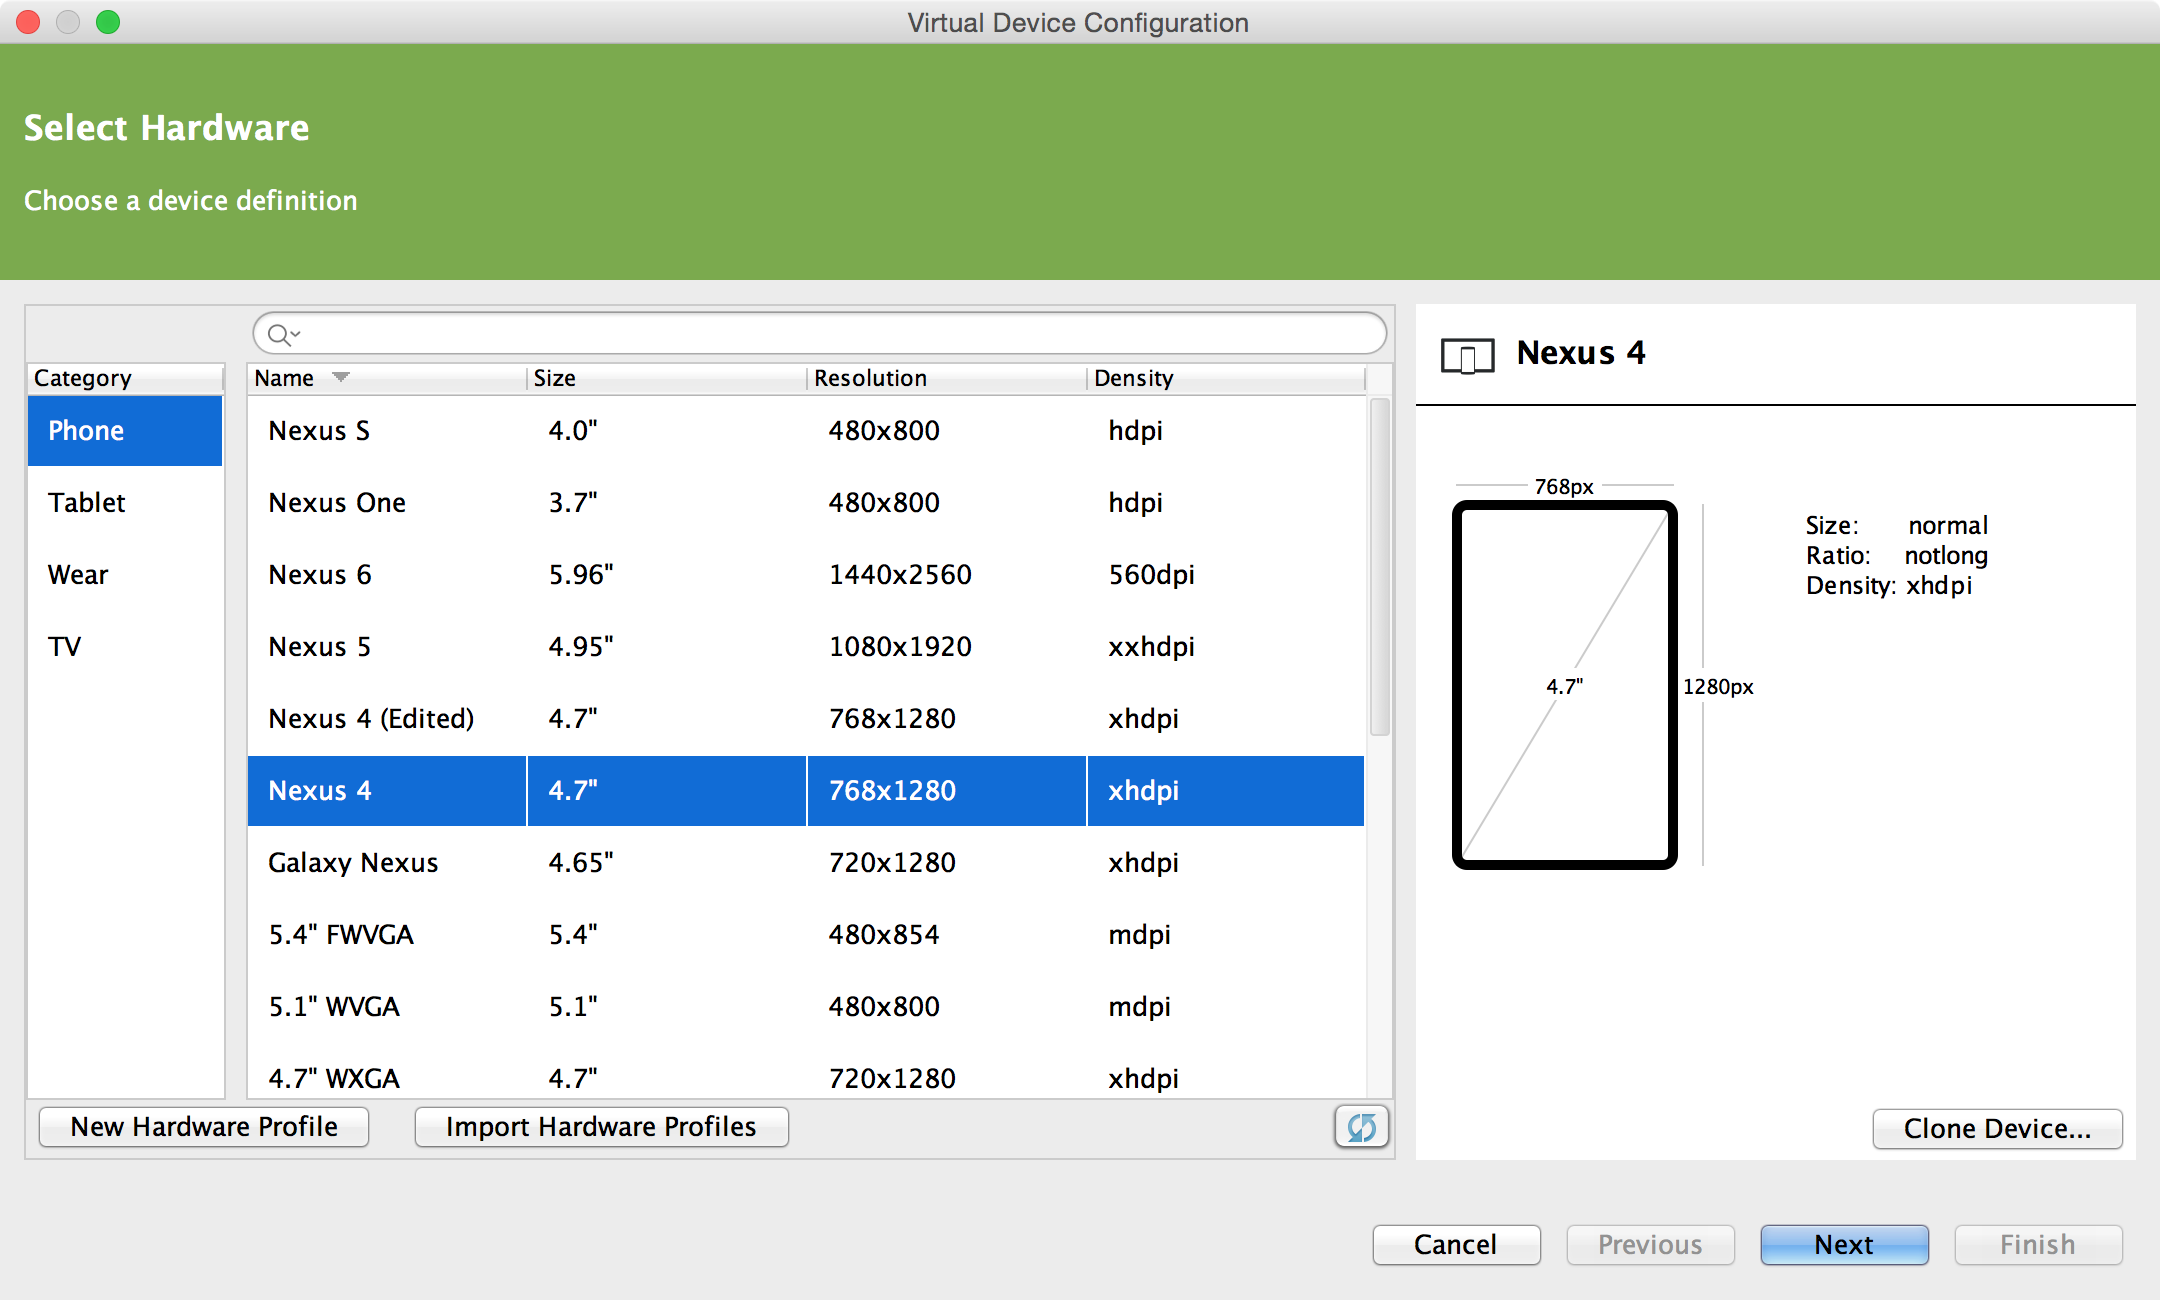 Virtual Device Configuration
Select Hardware
Choose a device definition
Category
Phone
Tablet
Wear
TV
Name Size Resolution Density
Nexus S 4.0" 480x800 hdpi
Nexus One 3.7" 480x800 hdpi
Nexus 6 5.96" 1440x2560 560dpi
Nexus 5 4.95" 1080x1920 xxhdpi
Nexus 4 (Edited) 4.7" 768x1280 xhdpi
Nexus 4 4.7" 768x1280 xhdpi
Galaxy Nexus 4.65" 720x1280 xhdpi
5.4" FWVGA 5.4" 480x854 mdpi
5.1" WVGA 5.1" 480x800 mdpi
4.7" WXGA 4.7" 720x1280 xhdpi
New Hardware Profile Import Hardware Profiles
Nexus 4
768px
4.7"
1280px
Size: normal
Ratio: notlong
Density: xhdpi
Clone Device...
Cancel Previous Next Finish